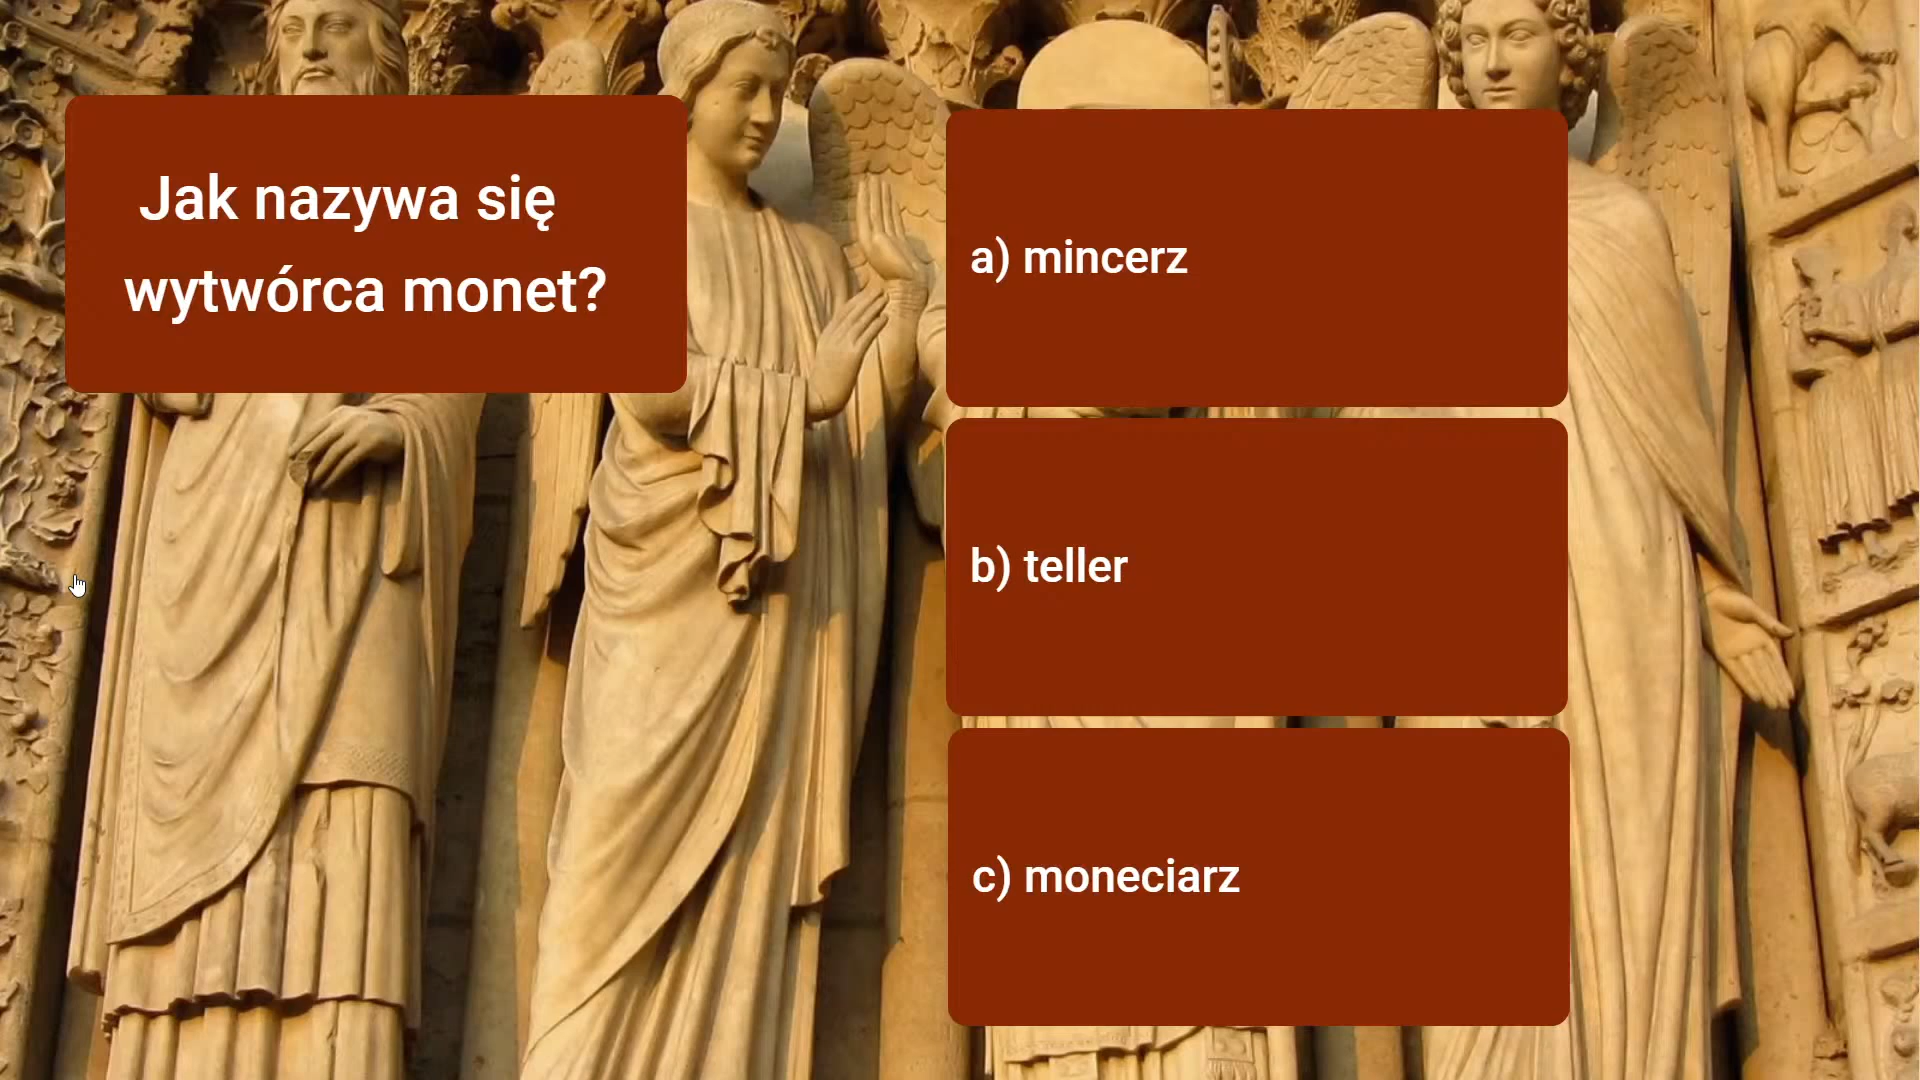 Jak nazywa się
wytwórca monet?
a) mincerz
b) teller
c) moneciarz